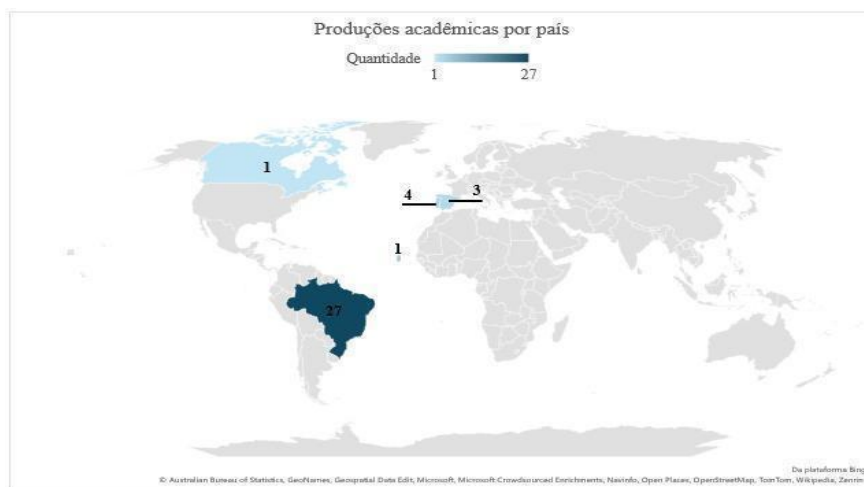 Produções acadêmicas por país
Quantidade
1 27
1
4
3
1
27
Da plataforma Bing
© Australian Bureau of Statistics, GeoNames, Geospatial Data Edit, Microsoft, Microsoft Crowdsourced Enrichments, Navinfo, Open Places, OpenStreetMap, TomTom, Wikipedia, Zenrin